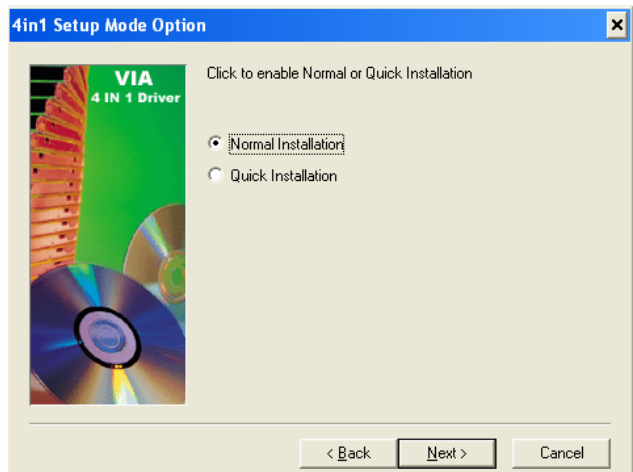 4in1 Setup Mode Option
VIA
4 IN 1 Driver
Click to enable Normal or Quick Installation
Normal Installation
Quick Installation
< Back
Next >
Cancel